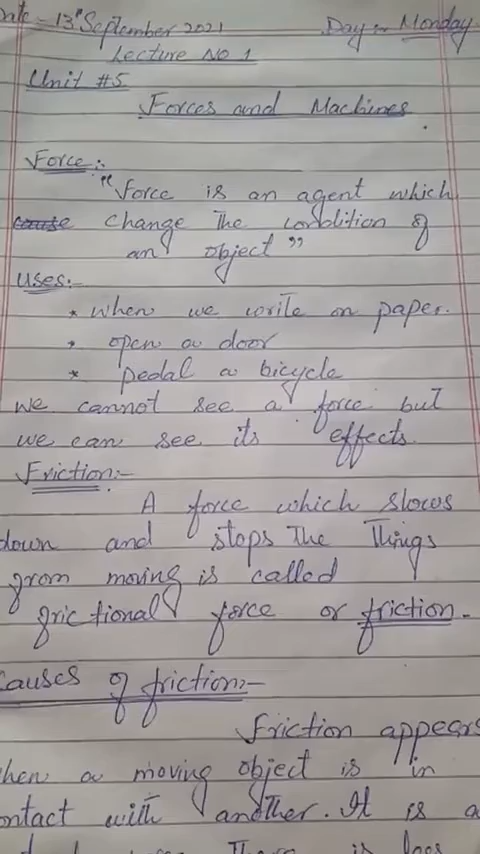 Date - 13th September 2021 Day :- Monday
Lecture No 1
Unit #5
Forces and Machines
Force :-
"Force is an agent which
cause change the condition of
an object"
Uses:-
* when we write on paper.
* open a door
* pedal a bicycle
we cannot see a force but
we can see its effects.
Friction:-
A force which slows
down and stops the Things
from moving is called
frictional force or friction.
Causes of friction:-
Friction appears
when a moving object is in
contact with another. It is a
There is less